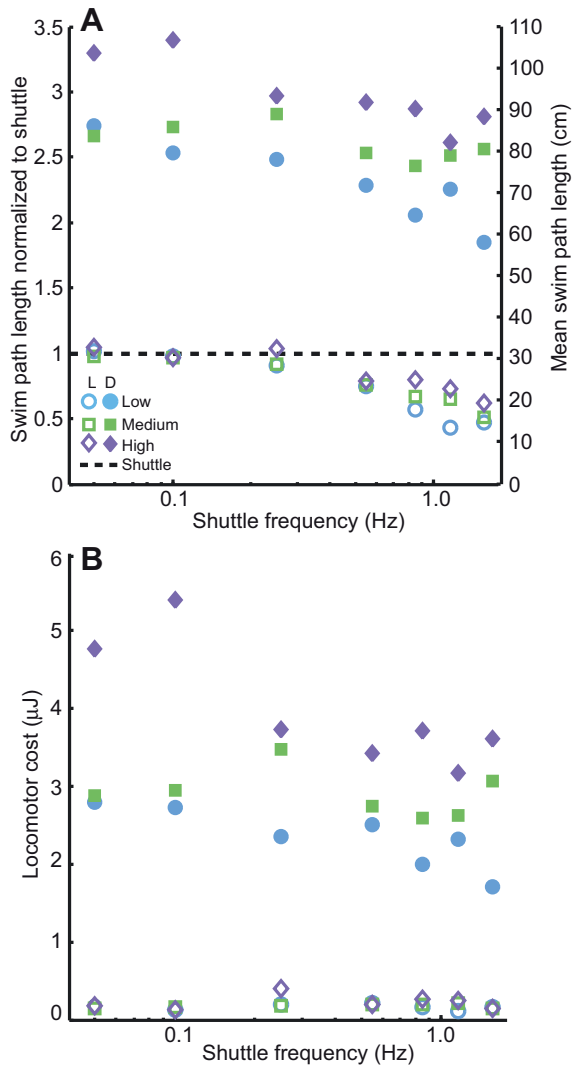 A
3.5
3
2.5
2
1.5
1
0.5
0
Swim path length normalized to shuttle
110
100
90
80
70
60
50
40
30
20
10
0
Mean swim path length (cm)
L D
Low
Medium
High
Shuttle
0.1 1.0
Shuttle frequency (Hz)
B
6
5
4
3
2
1
0
Locomotor cost (μJ)
0.1 1.0
Shuttle frequency (Hz)